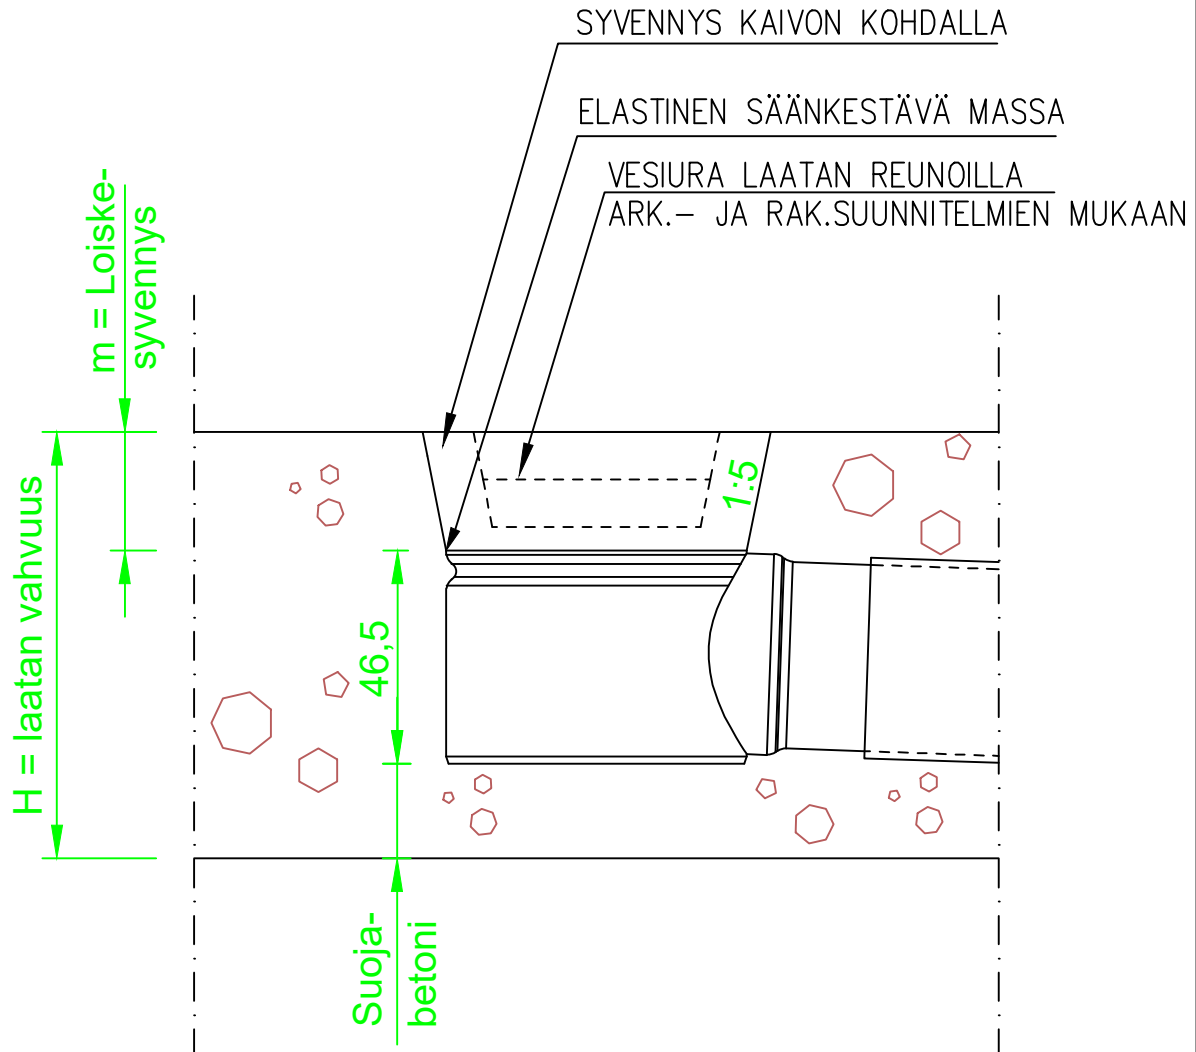 SYVENNYS KAIVON KOHDALLA
ELASTINEN SÄÄNKESTÄVÄ MASSA
VESIURA LAATAN REUNOILLA
ARK.– JA RAK.SUUNNITELMIEN MUKAAN
m = Loiske-
syvennys
H = laatan vahvuus
1:5
46,5
Suoja-
betoni